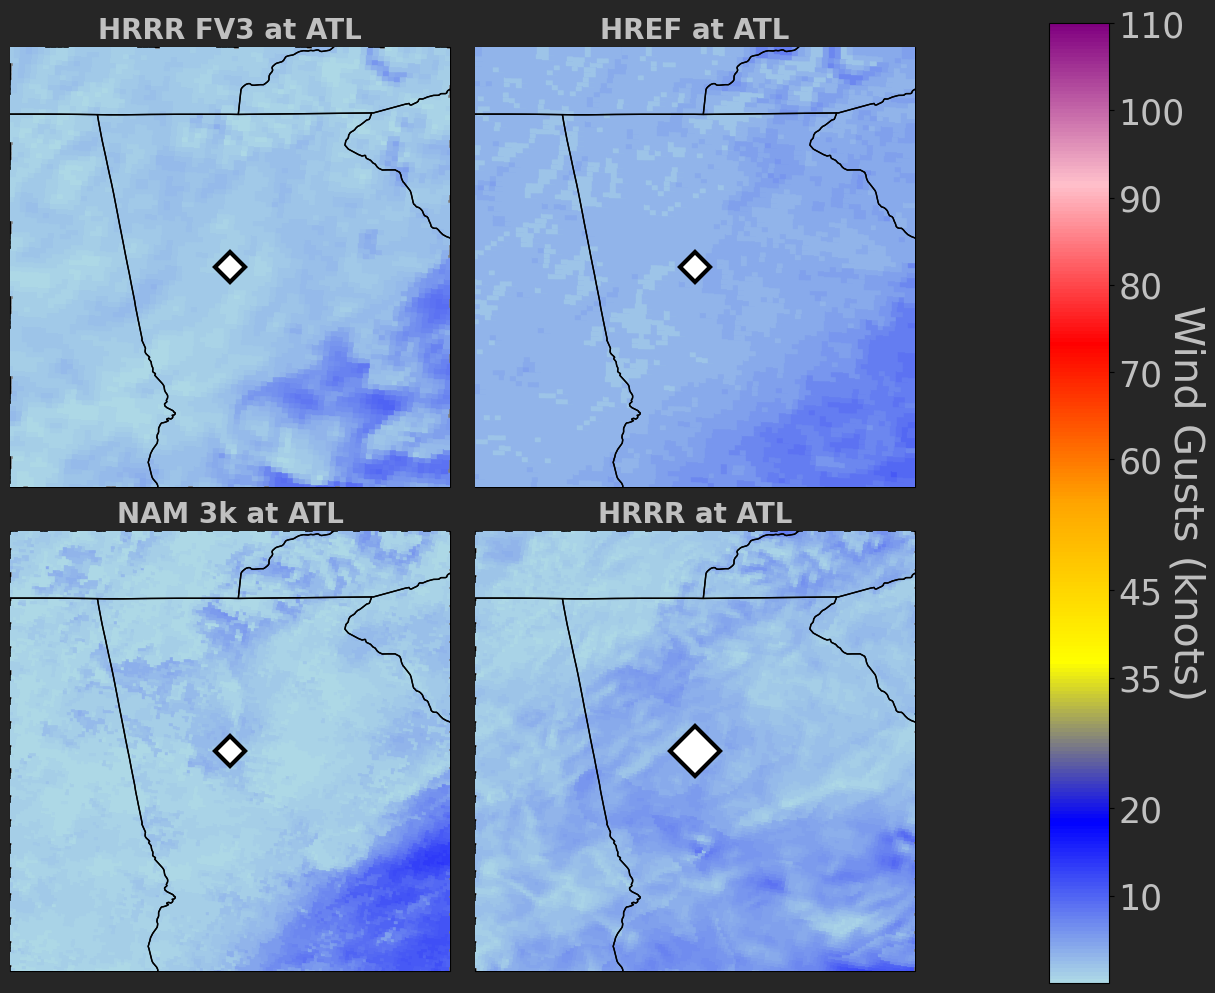 HRRR FV3 at ATL
HREF at ATL
NAM 3k at ATL
HRRR at ATL
110
100
90
80
70
60
45
35
20
10
Wind Gusts (knots)